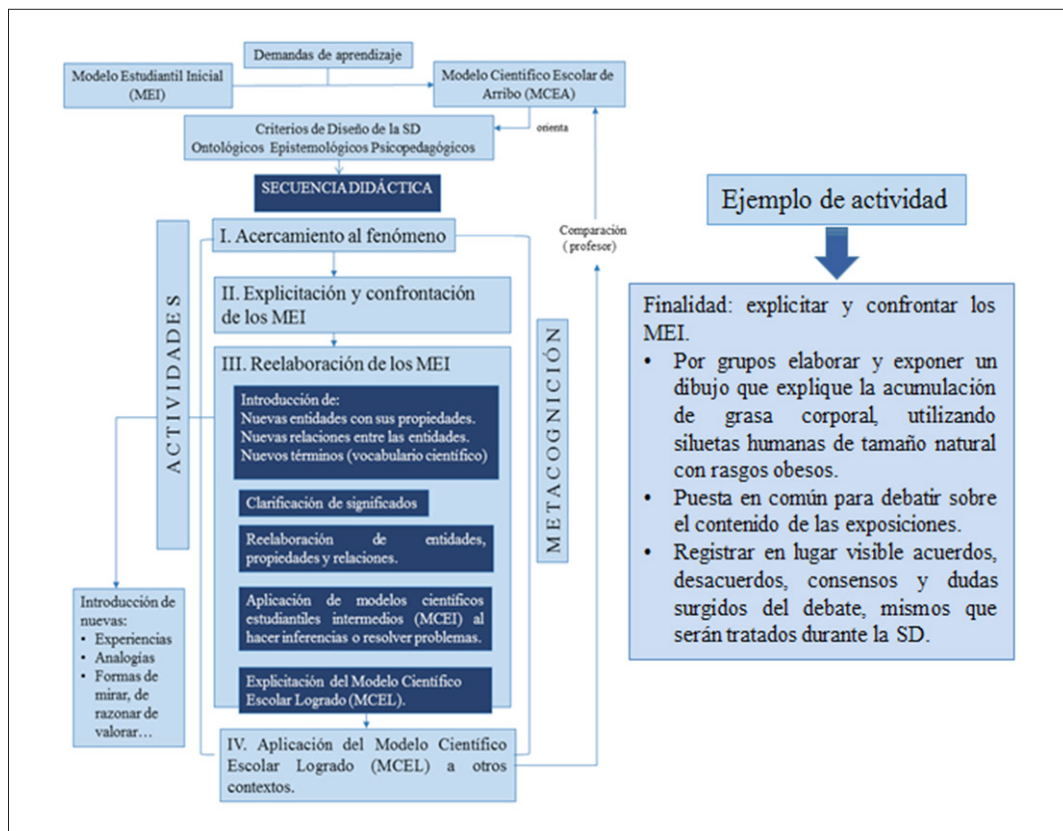 Demandas de aprendizaje
Modelo Estudiantil Inicial
(MEI)
Modelo Científico Escolar de
Arribo (MCEA)
orienta
Criterios de Diseño de la SD
Ontológicos Epistemológicos Psicopedagógicos
SECUENCIA DIDÁCTICA
ACTIVIDADES
I. Acercamiento al fenómeno
II. Explicitación y confrontación
de los MEI
III. Reelaboración de los MEI
Introducción de:
Nuevas entidades con sus propiedades.
Nuevas relaciones entre las entidades.
Nuevos términos (vocabulario científico)
Clarificación de significados
Reelaboración de entidades,
propiedades y relaciones.
Aplicación de modelos científicos
estudiantiles intermedios (MCEI) al
hacer inferencias o resolver problemas.
Explicitación del Modelo Científico
Escolar Logrado (MCEL).
IV. Aplicación del Modelo Científico
Escolar Logrado (MCEL) a otros
contextos.
METACOGNICIÓN
Comparación
( profesor)
Introducción de
nuevas:
• Experiencias
• Analogías
• Formas de
mirar, de
razonar de
valorar…
Ejemplo de actividad
Finalidad: explicitar y confrontar los
MEI.
• Por grupos elaborar y exponer un
dibujo que explique la acumulación
de grasa corporal, utilizando
siluetas humanas de tamaño natural
con rasgos obesos.
• Puesta en común para debatir sobre
el contenido de las exposiciones.
• Registrar en lugar visible acuerdos,
desacuerdos, consensos y dudas
surgidos del debate, mismos que
serán tratados durante la SD.